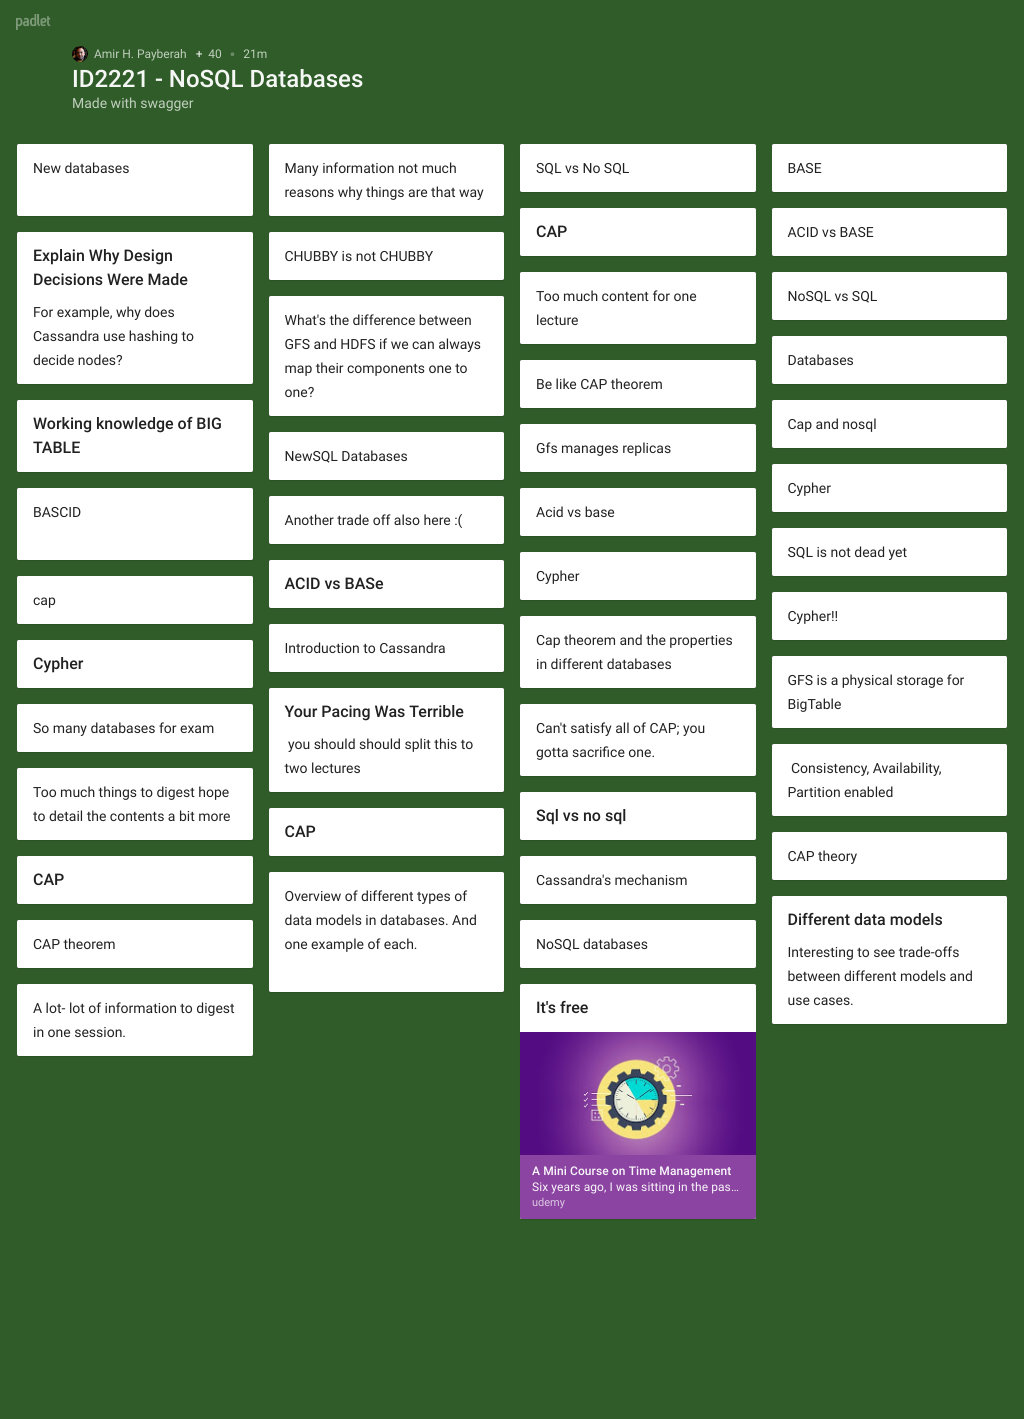 padlet
Amir H. Payberah + 40 • 21m
ID2221 - NoSQL Databases
Made with swagger
New databases
Explain Why Design
Decisions Were Made
For example, why does
Cassandra use hashing to
decide nodes?
Working knowledge of BIG
TABLE
BASCID
cap
Cypher
So many databases for exam
Too much things to digest hope
to detail the contents a bit more
CAP
CAP theorem
A lot- lot of information to digest
in one session.
Many information not much
reasons why things are that way
CHUBBY is not CHUBBY
What's the difference between
GFS and HDFS if we can always
map their components one to
one?
NewSQL Databases
Another trade off also here :(
ACID vs BASe
Introduction to Cassandra
Your Pacing Was Terrible
you should should split this to
two lectures
CAP
Overview of different types of
data models in databases. And
one example of each.
SQL vs No SQL
CAP
Too much content for one
lecture
Be like CAP theorem
Gfs manages replicas
Acid vs base
Cypher
Cap theorem and the properties
in different databases
Can't satisfy all of CAP; you
gotta sacrifice one.
Sql vs no sql
Cassandra's mechanism
NoSQL databases
It's free
A Mini Course on Time Management
Six years ago, I was sitting in the pas...
udemy
BASE
ACID vs BASE
NoSQL vs SQL
Databases
Cap and nosql
Cypher
SQL is not dead yet
Cypher!!
GFS is a physical storage for
BigTable
Consistency, Availability,
Partition enabled
CAP theory
Different data models
Interesting to see trade-offs
between different models and
use cases.